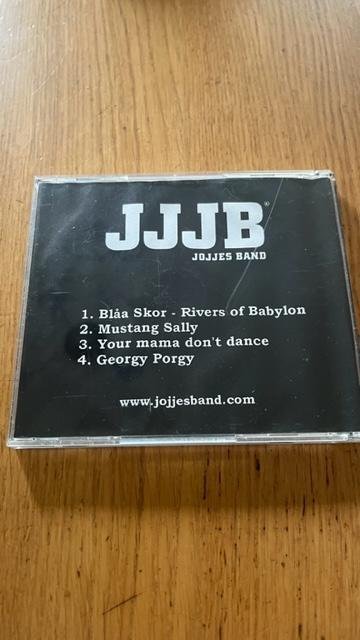 JJJB®
JOJJES BAND
1. Blåa Skor - Rivers of Babylon
2. Mustang Sally
3. Your mama don't dance
4. Georgy Porgy
www.jojjesband.com